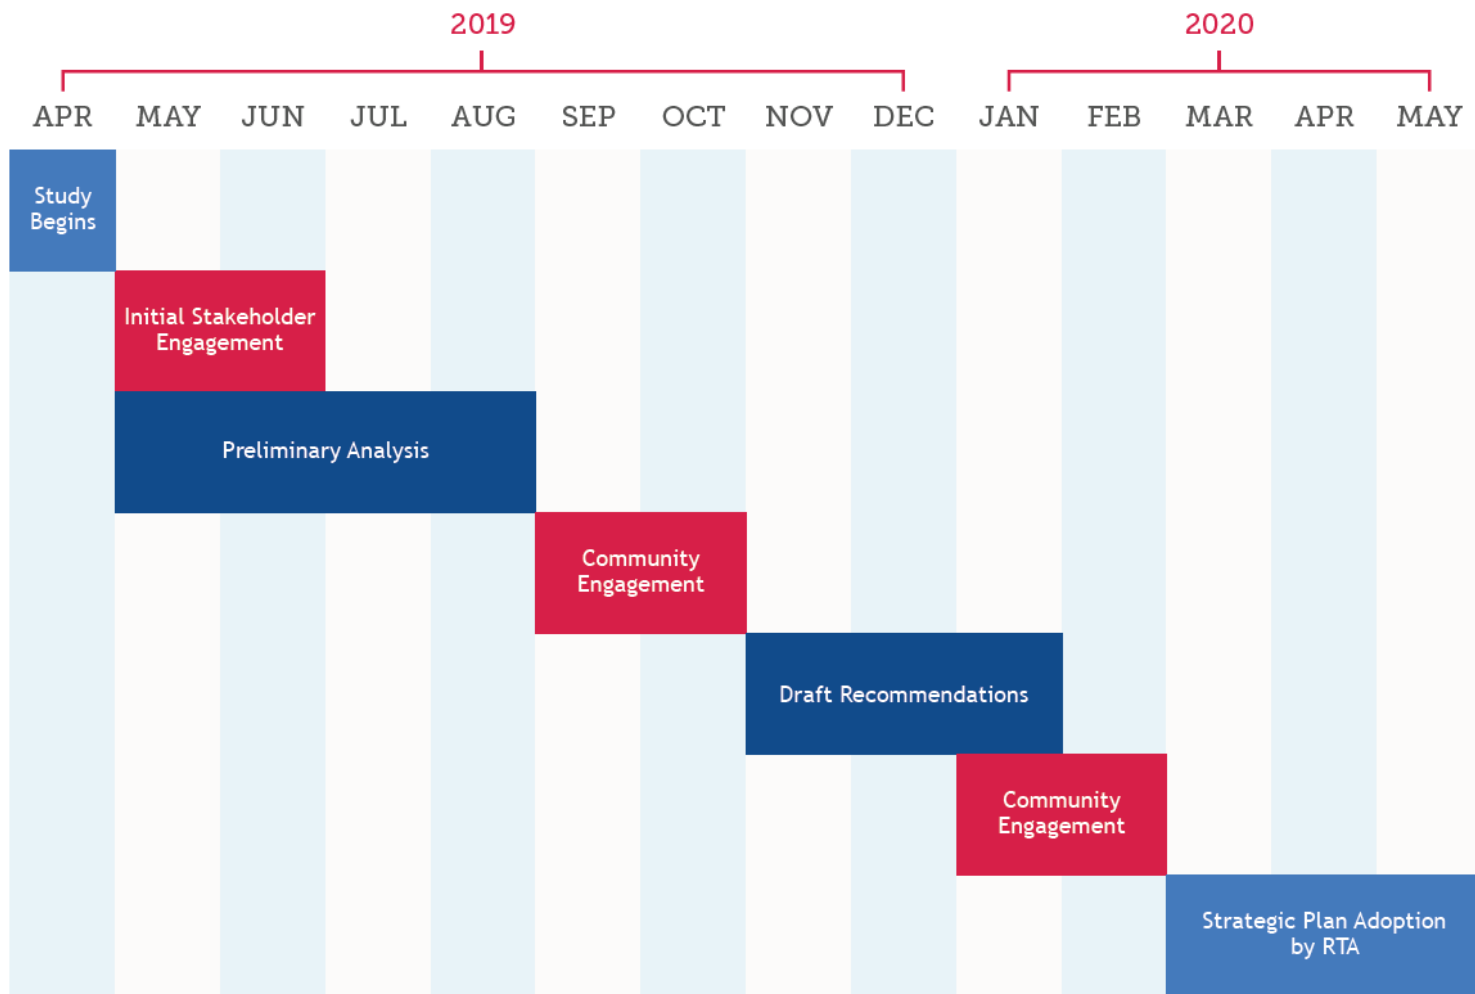 2019 2020
APR MAY JUN JUL AUG SEP OCT NOV DEC JAN FEB MAR APR MAY
Study
Begins
Initial Stakeholder
Engagement
Preliminary Analysis
Community
Engagement
Draft Recommendations
Community
Engagement
Strategic Plan Adoption
by RTA